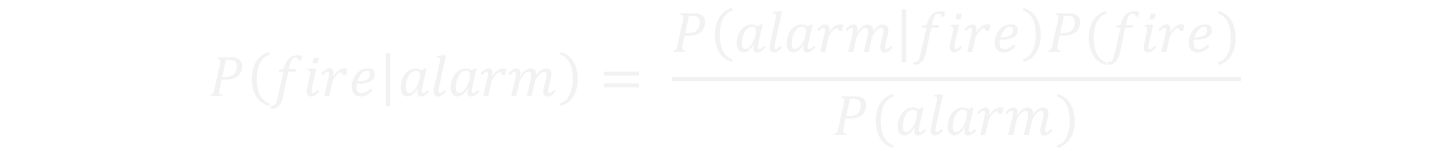 P(fire|alarm) = P(alarm|fire)P(fire) / P(alarm)